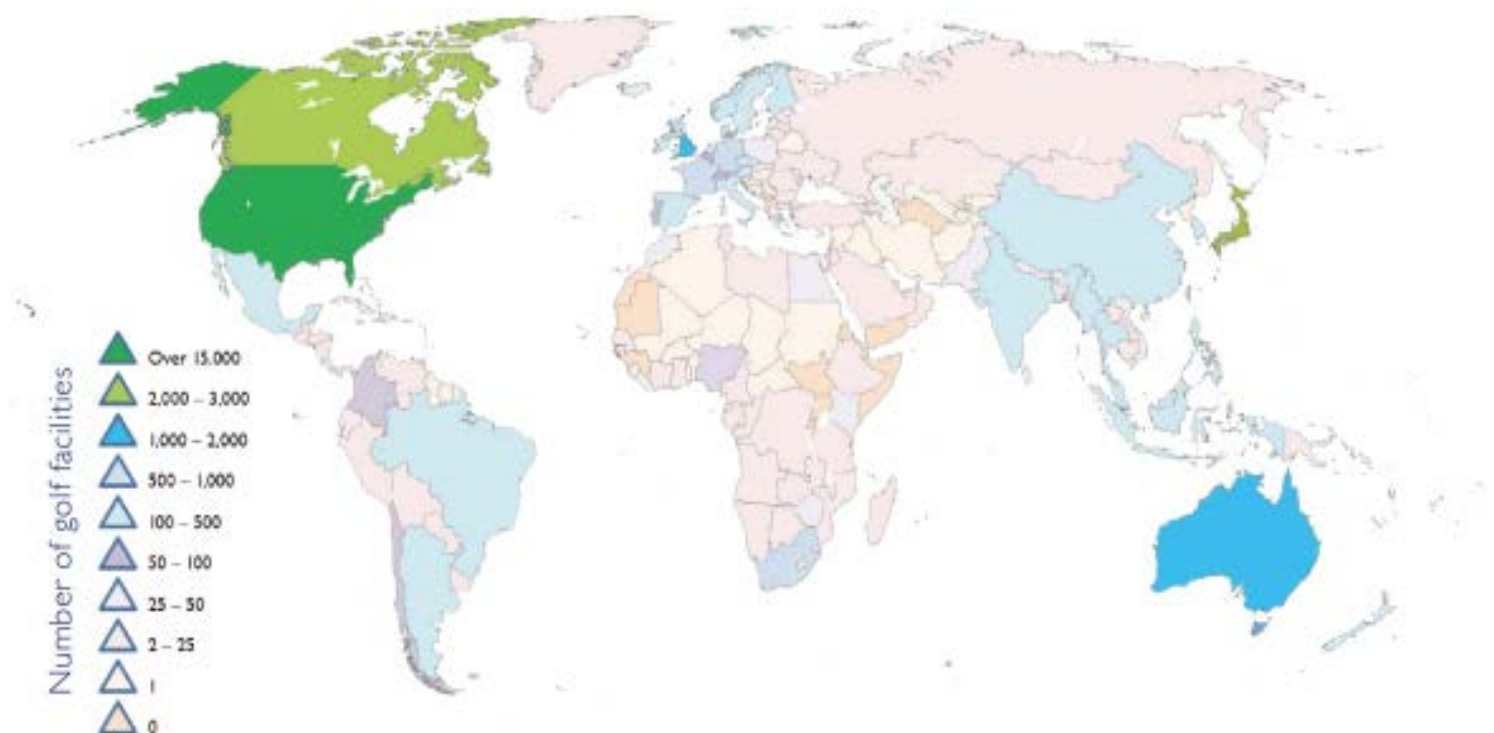 Number of golf facilities
Over 15,000
2,000 – 3,000
1,000 – 2,000
500 – 1,000
100 – 500
50 – 100
25 – 50
2 – 25
1
0